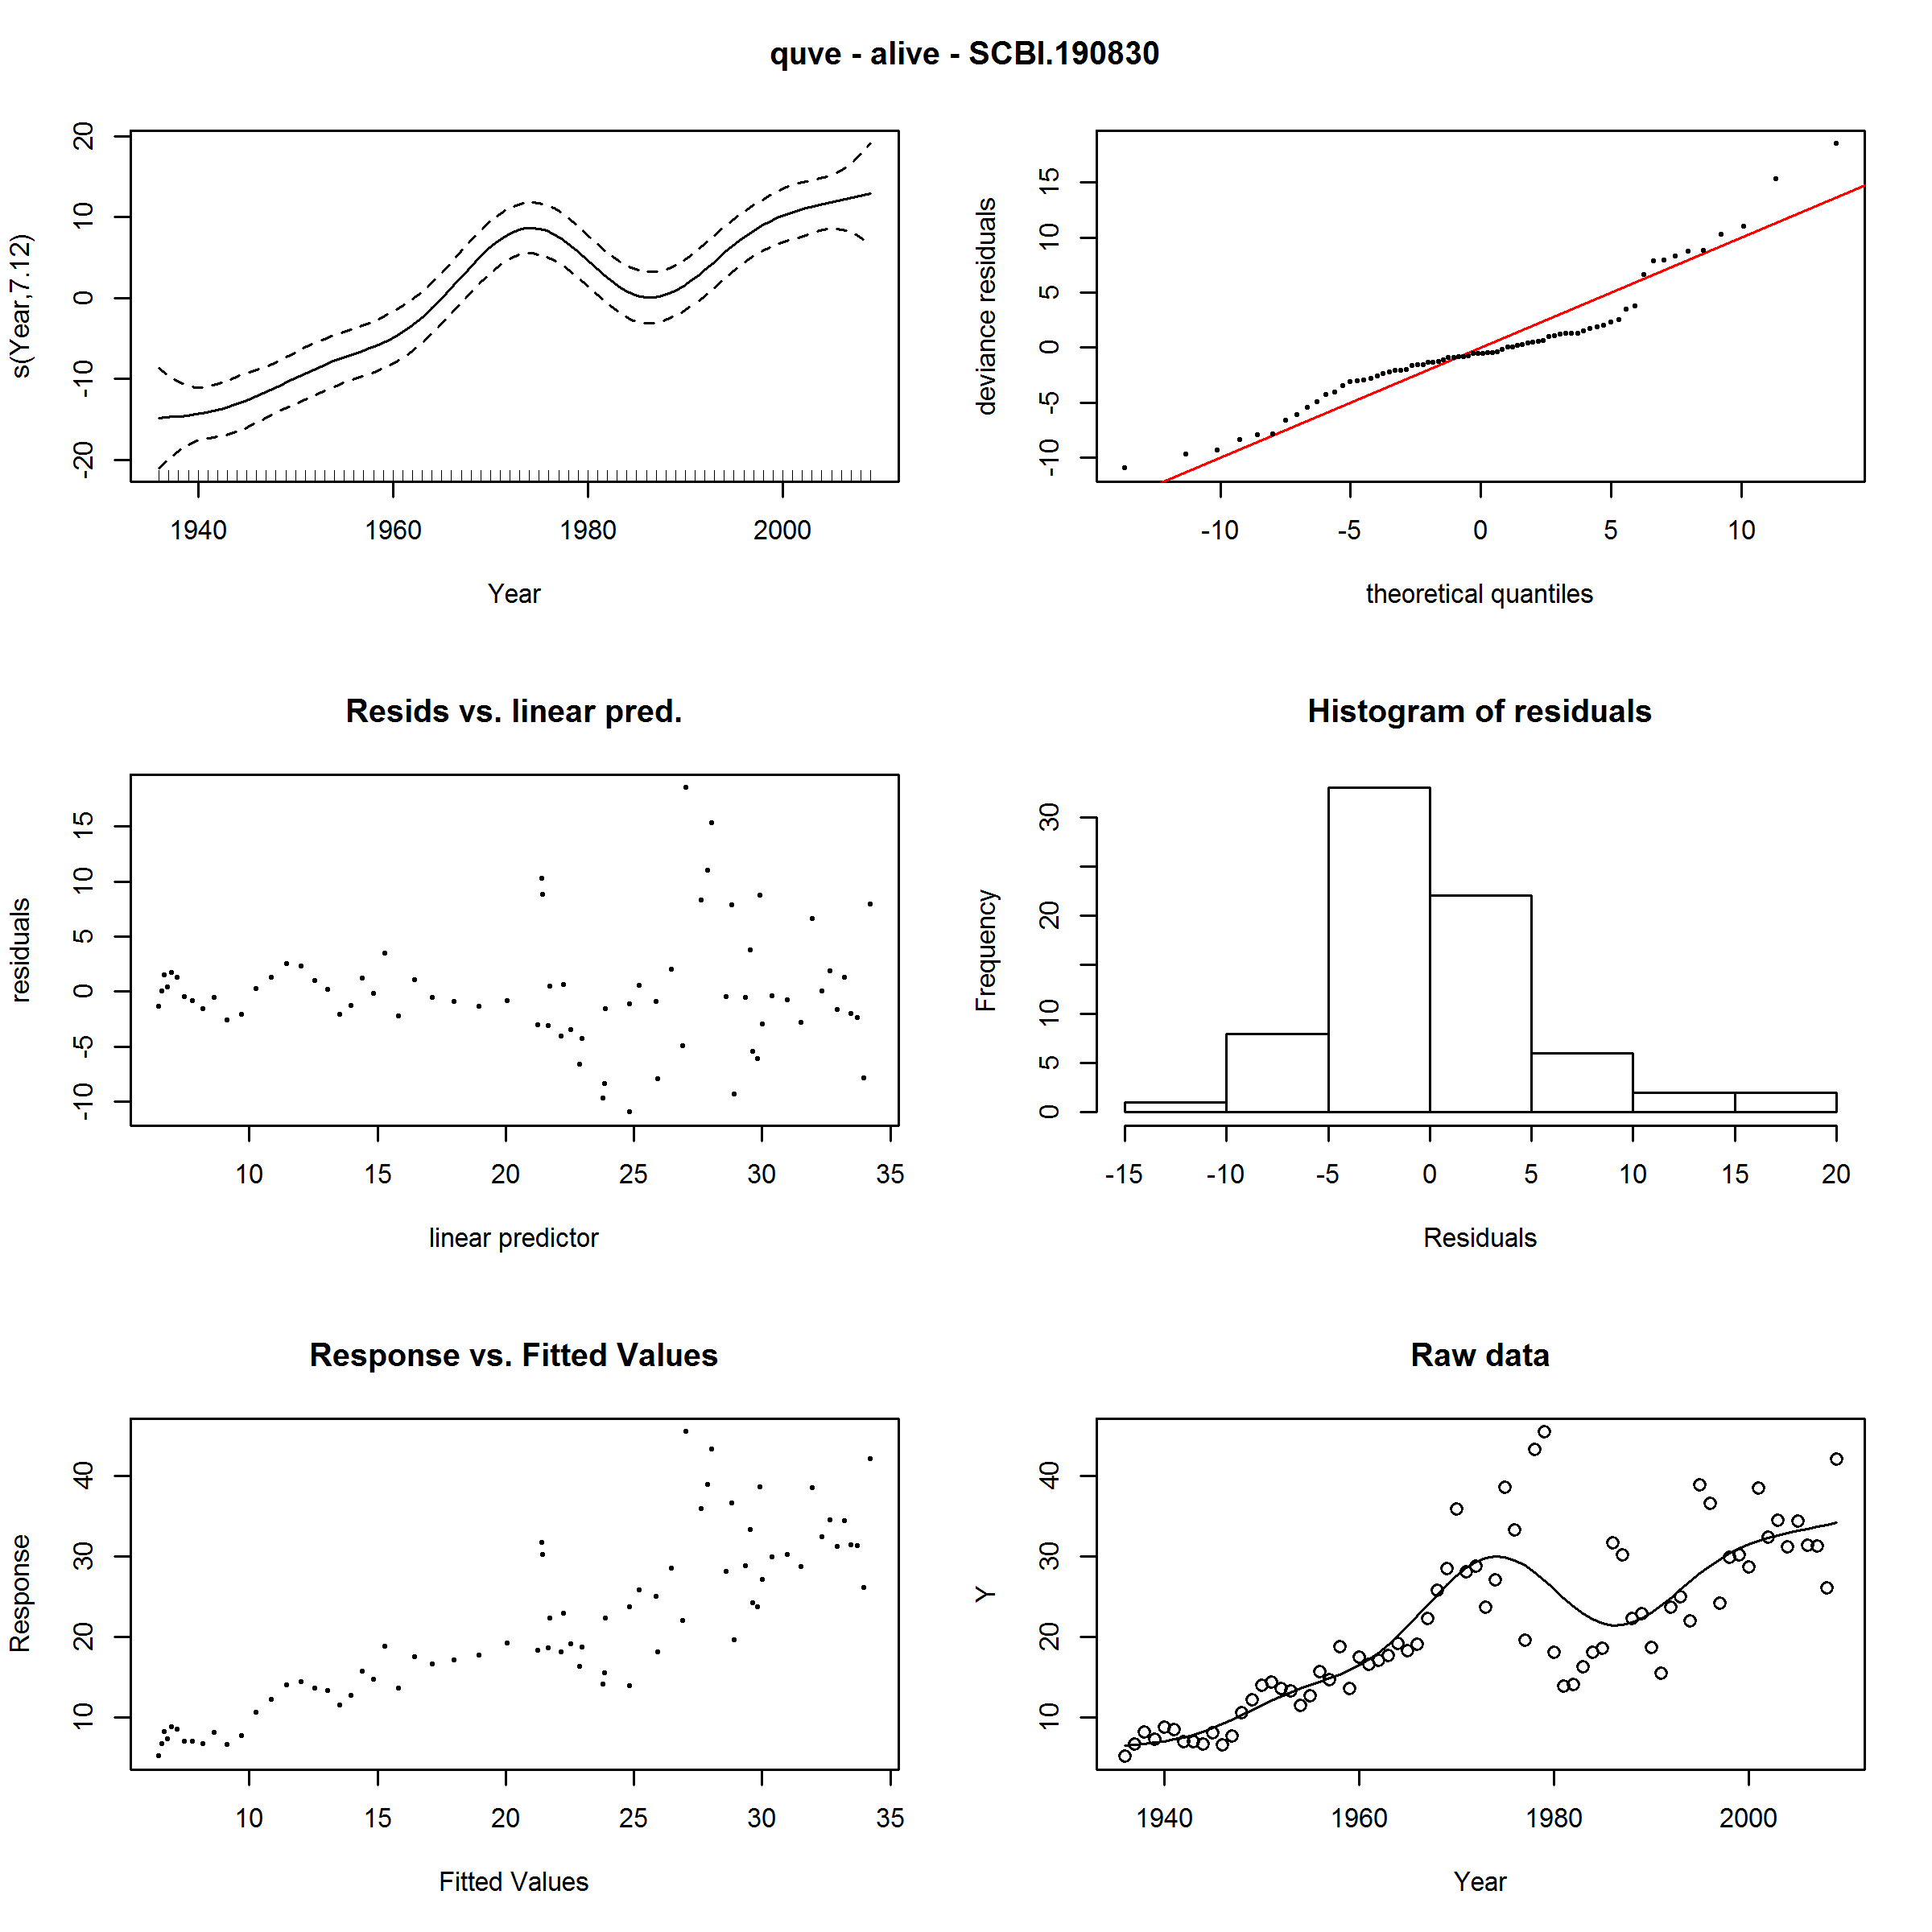 quve - alive - SCBI.190830
s(Year,7.12)
20
10
0
-10
-20
1940 1960 1980 2000
Year
deviance residuals
15
10
5
0
-5
-10
-10 -5 0 5 10
theoretical quantiles
Resids vs. linear pred.
residuals
15
10
5
0
-5
-10
10 15 20 25 30 35
linear predictor
Histogram of residuals
Frequency
30
20
10
5
0
-15 -10 -5 0 5 10 15 20
Residuals
Response vs. Fitted Values
Response
40
30
20
10
10 15 20 25 30 35
Fitted Values
Raw data
Y
40
30
20
10
1940 1960 1980 2000
Year